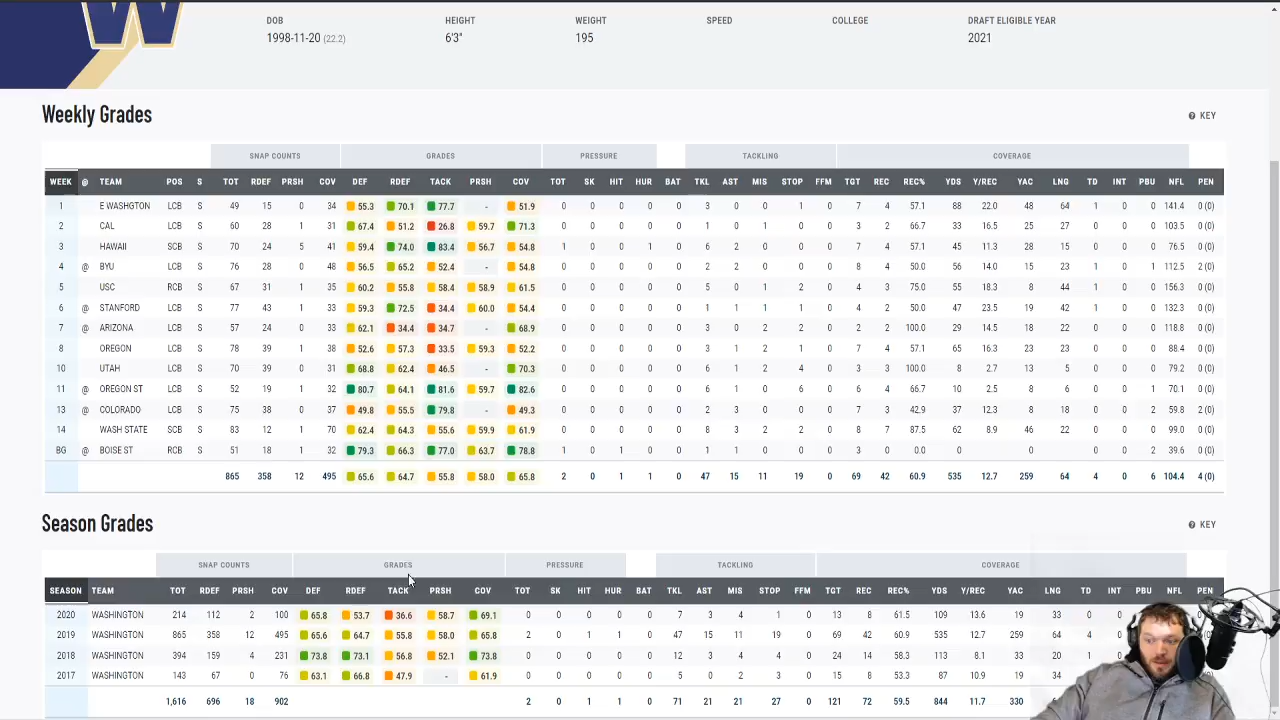 W
DOB HEIGHT WEIGHT SPEED COLLEGE DRAFT ELIGIBLE YEAR
1998-11-20 (22.2) 6'3" 195 2021
Weekly Grades
KEY
SNAP COUNTS GRADES PRESSURE TACKLING COVERAGE
WEEK @ TEAM POS S TOT RDEF PRSH COV DEF RDEF TACK PRSH COV TOT SK HIT HUR BAT TKL AST MIS STOP FFM TGT REC REC% YDS Y/REC YAC LNG TD INT PBU NFL PEN
1 E WASHGTON LCB S 49 15 0 34 55.3 70.1 77.7 - 51.9 0 0 0 0 0 3 0 0 1 0 7 4 57.1 88 22.0 48 64 1 0 0 141.4 0 (0)
2 CAL LCB S 60 28 1 31 67.4 51.2 26.8 59.7 71.3 0 0 0 0 0 1 0 1 0 0 3 2 66.7 33 16.5 25 27 0 0 0 103.5 0 (0)
3 HAWAII SCB S 70 24 5 41 59.4 74.0 83.4 56.7 54.8 1 0 0 1 0 6 2 0 0 0 7 4 57.1 45 11.3 28 15 0 0 0 76.5 0 (0)
4 @ BYU LCB S 76 28 0 48 56.5 65.2 52.4 - 54.8 0 0 0 0 0 2 2 0 0 0 8 4 50.0 56 14.0 15 23 1 0 1 112.5 2 (0)
5 USC RCB S 67 31 1 35 60.2 55.8 58.4 58.9 61.5 0 0 0 0 0 5 0 1 2 0 4 3 75.0 55 18.3 8 44 1 0 0 156.3 0 (0)
6 @ STANFORD LCB S 77 43 1 33 59.3 72.5 34.4 60.0 54.4 0 0 0 0 0 1 1 1 1 0 4 2 50.0 47 23.5 19 42 1 0 0 132.3 0 (0)
7 @ ARIZONA LCB S 57 24 0 33 62.1 34.4 34.7 - 68.9 0 0 0 0 0 3 0 2 2 0 2 2 100.0 29 14.5 18 22 0 0 0 118.8 0 (0)
8 OREGON LCB S 78 39 1 38 52.6 57.3 33.5 59.3 52.2 0 0 0 0 0 3 1 2 1 0 7 4 57.1 65 16.3 23 23 0 0 0 88.4 0 (0)
10 UTAH LCB S 70 39 0 31 68.8 62.4 46.5 - 70.3 0 0 0 0 0 6 1 2 4 0 3 3 100.0 8 2.7 13 5 0 0 0 79.2 0 (0)
11 @ OREGON ST LCB S 52 19 1 32 80.7 64.1 81.6 59.7 82.6 0 0 0 0 0 6 1 0 6 0 6 4 66.7 10 2.5 8 6 0 0 1 70.1 0 (0)
13 @ COLORADO LCB S 75 38 0 37 49.8 55.5 79.8 - 49.3 0 0 0 0 0 2 3 0 0 0 7 3 42.9 37 12.3 8 18 0 0 2 59.8 2 (0)
14 WASH STATE SCB S 83 12 1 70 62.4 64.3 55.6 59.9 61.9 0 0 0 0 0 8 3 2 2 0 8 7 87.5 62 8.9 46 22 0 0 0 99.0 0 (0)
BG @ BOISE ST RCB S 51 18 1 32 79.3 66.3 77.0 63.7 78.8 1 0 1 0 0 1 1 0 0 0 3 0 0.0 0 0.0 0 0 0 0 2 39.6 0 (0)
865 358 12 495 65.6 64.7 55.8 58.0 65.8 2 0 1 1 0 47 15 11 19 0 69 42 60.9 535 12.7 259 64 4 0 6 104.4 4 (0)
Season Grades
KEY
SNAP COUNTS GRADES PRESSURE TACKLING COVERAGE
SEASON TEAM TOT RDEF PRSH COV DEF RDEF TACK PRSH COV TOT SK HIT HUR BAT TKL AST MIS STOP FFM TGT REC REC% YDS Y/REC YAC LNG TD INT PBU NFL PEN
2020 WASHINGTON 214 112 2 100 65.8 53.7 36.6 58.7 69.1 0 0 0 0 0 7 3 4 1 0 13 8 61.5 109 13.6 19 33 0 0
2019 WASHINGTON 865 358 12 495 65.6 64.7 55.8 58.0 65.8 2 0 1 1 0 47 15 11 19 0 69 42 60.9 535 12.7 259 64 4
2018 WASHINGTON 394 159 4 231 73.8 73.1 56.8 52.1 73.8 0 0 0 0 0 12 3 4 4 0 24 14 58.3 113 8.1 33 20 1
2017 WASHINGTON 143 67 0 76 63.1 66.8 47.9 - 61.9 0 0 0 0 0 5 0 2 3 0 15 8 53.3 87 10.9 19 34
1,616 696 18 902 2 0 1 1 0 71 21 21 27 0 121 72 59.5 844 11.7 330